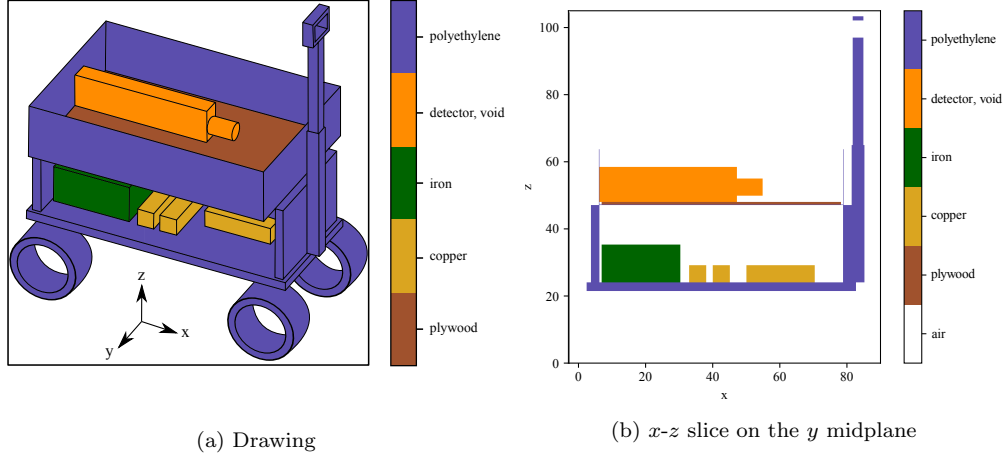 polyethylene
detector, void
iron
copper
plywood
z
x
y
(a) Drawing
100
80
60
40
20
0
z
0
20
40
60
80
x
polyethylene
detector, void
iron
copper
plywood
air
(b) x-z slice on the y midplane